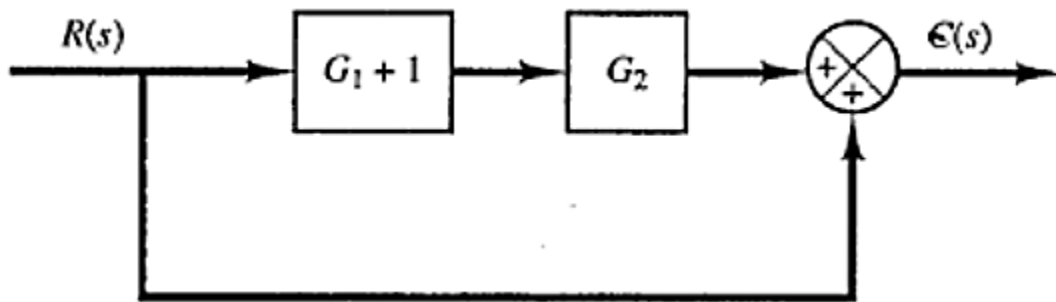 R(s)
G₁ + 1
G₂
+
+
C(s)